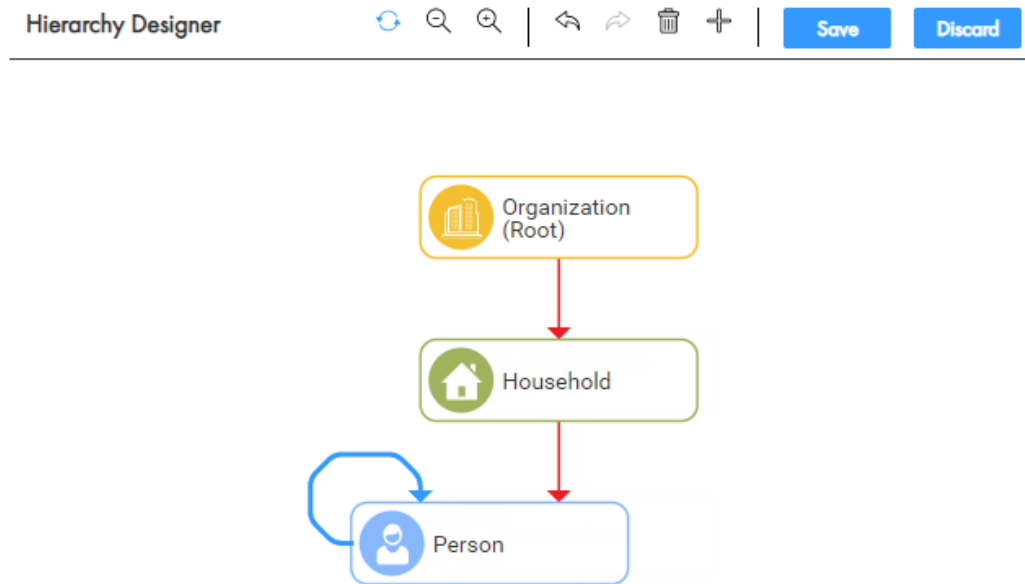 Hierarchy Designer
Save
Discard
Organization
(Root)
Household
Person